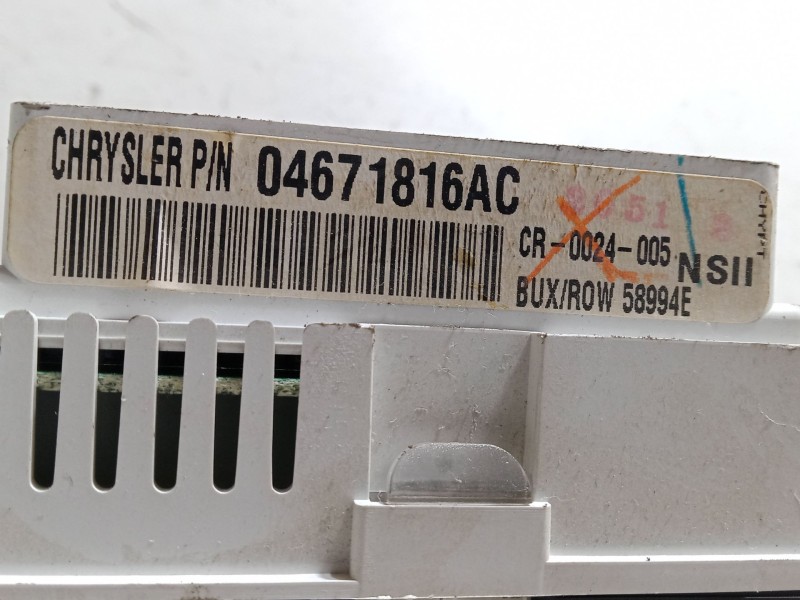 CHRYSLER P/N 04671816AC
CR-0024-005
NSII
BUX/ROW 58994E